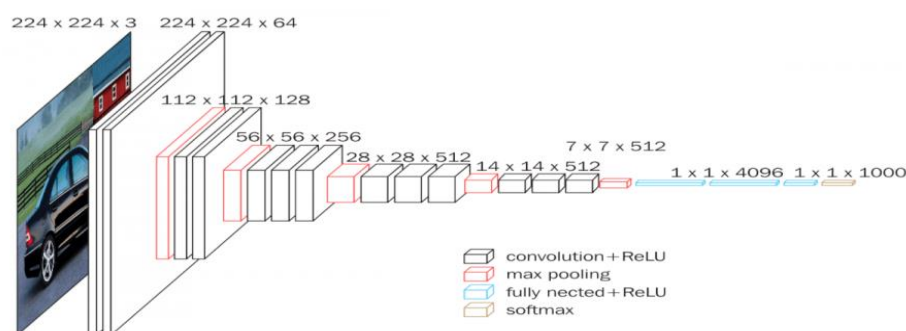 224 x 224 x 3
224 x 224 x 64
112 x 112 x 128
56 x 56 x 256
28 x 28 x 512
14 x 14 x 512
7 x 7 x 512
1 x 1 x 4096
1 x 1 x 1000
convolution+ReLU
max pooling
fully nected+ReLU
softmax